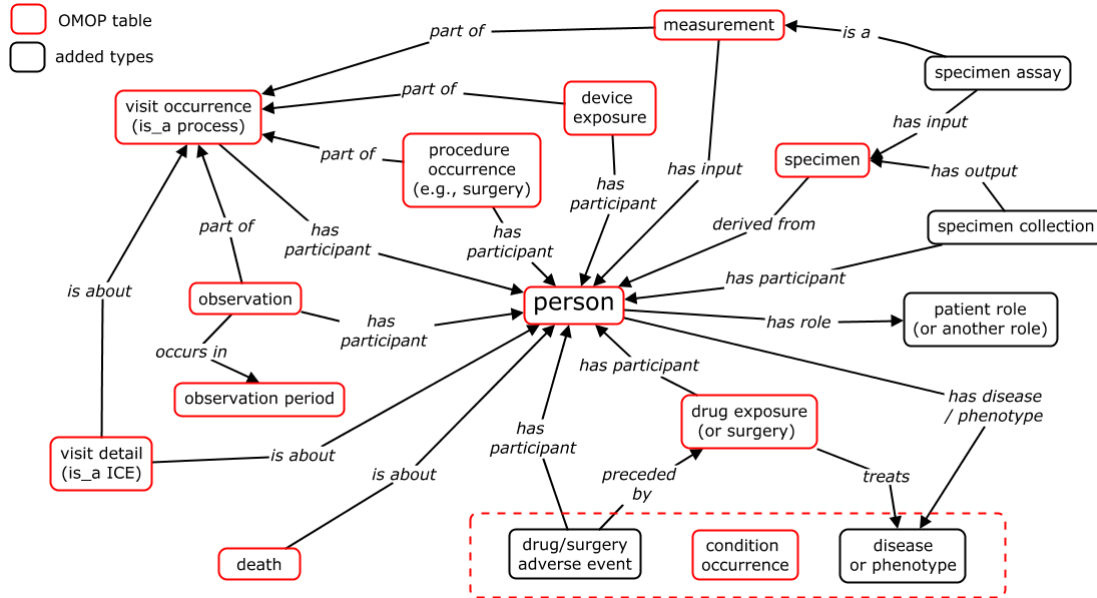 OMOP table
added types
measurement
part of
is a
specimen assay
visit occurrence
(is_a process)
part of
device
exposure
has input
part of
procedure
occurrence
(e.g., surgery)
has input
specimen
has output
has
participant
derived from
specimen collection
part of
has
participant
has
participant
is about
observation
has
participant
person
has participant
has role
patient role
(or another role)
occurs in
observation period
has participant
has disease
/ phenotype
drug exposure
(or surgery)
visit detail
(is_a ICE)
is about
has
participant
is about
preceded
by
treats
death
drug/surgery
adverse event
condition
occurrence
disease
or phenotype